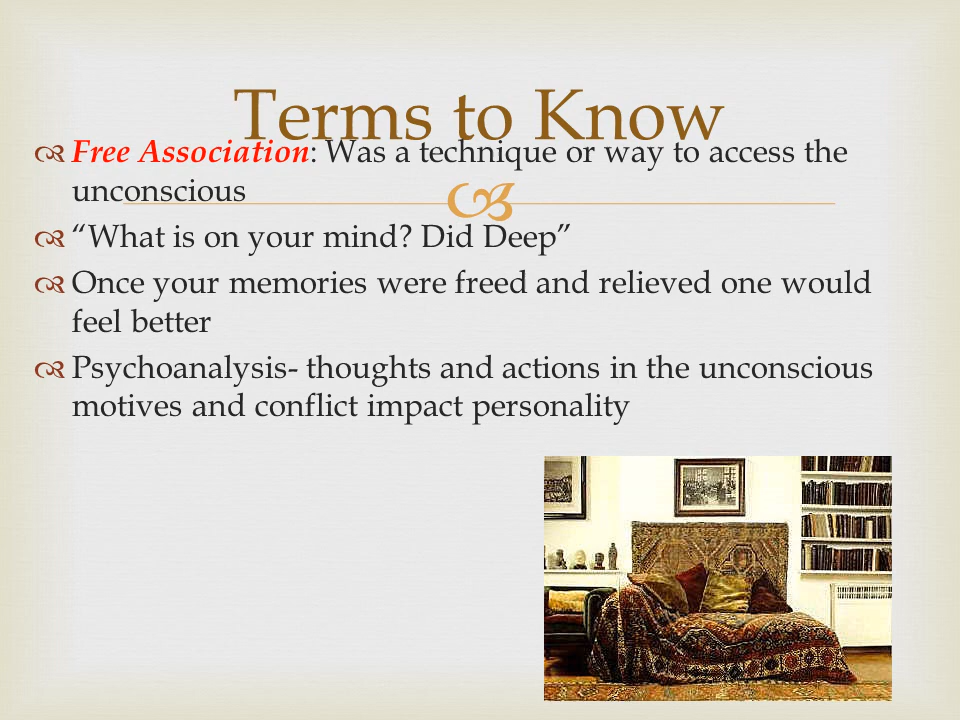 Terms to Know
Free Association: Was a technique or way to access the
unconscious
“What is on your mind? Did Deep”
Once your memories were freed and relieved one would
feel better
Psychoanalysis- thoughts and actions in the unconscious
motives and conflict impact personality